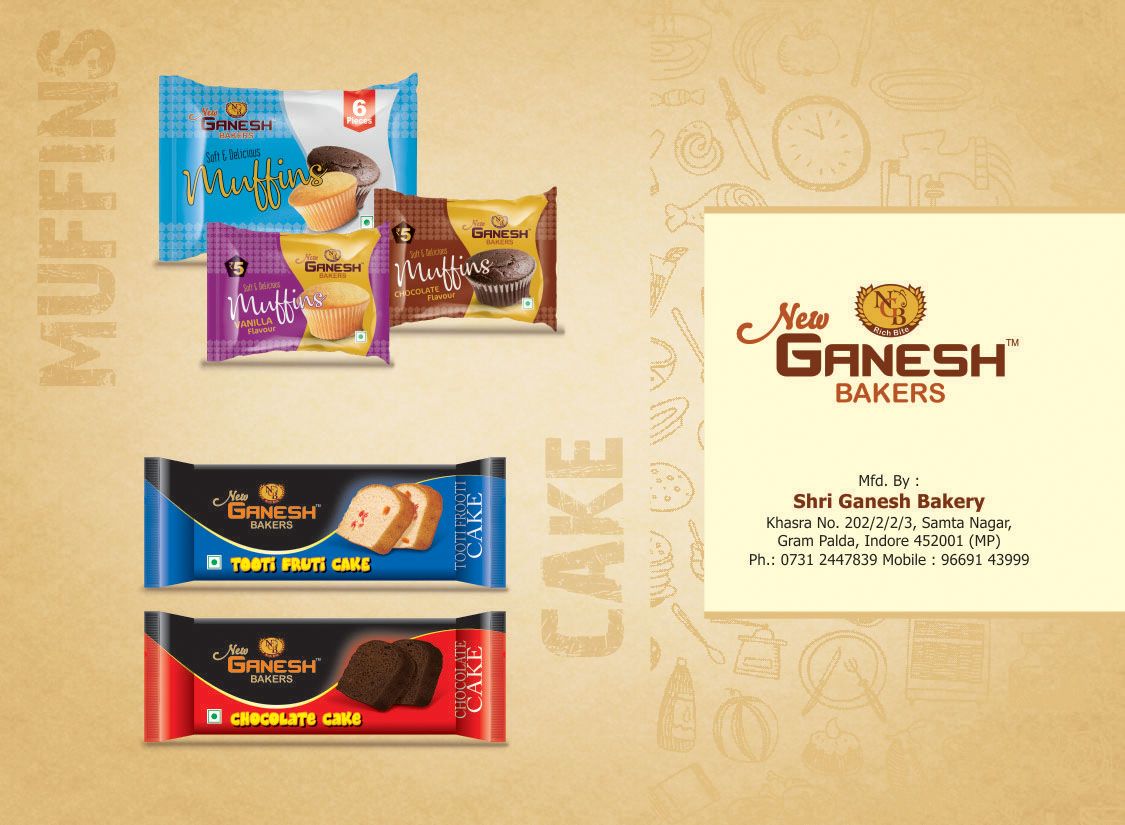 MUFFINS
New
NGB
GANESH
BAKERS
6
Pieces
Soft & Delicious
Muffins
New
GANESH
BAKERS
₹5
Soft & Delicious
Muffins
CHOCOLATE
Flavour
New
GANESH
BAKERS
₹5
Soft & Delicious
Muffins
VANILLA
Flavour
CAKE
New
GANESH™
BAKERS
TOOTI FRUTI CAKE
TOOTI FROOTI
CAKE
New
GANESH™
BAKERS
CHOCOLATE CAKE
CHOCOLATE
CAKE
NGB
Rich Bite
New
GANESH™
BAKERS
Mfd. By :
Shri Ganesh Bakery
Khasra No. 202/2/2/3, Samta Nagar,
Gram Palda, Indore 452001 (MP)
Ph.: 0731 2447839 Mobile : 96691 43999